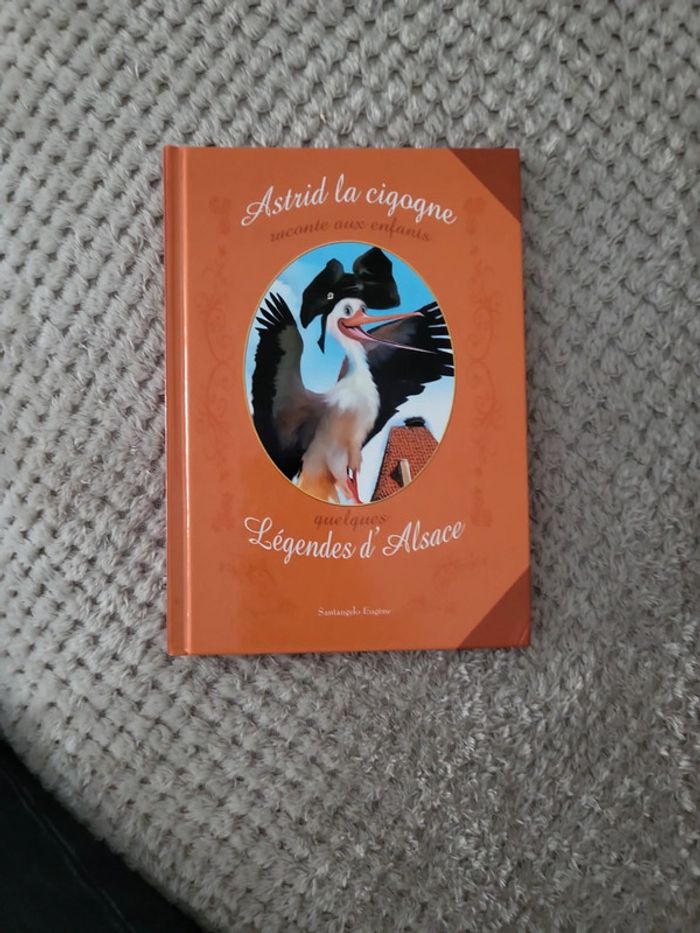 Astrid la cigogne
raconte aux enfants
quelques
Légendes d'Alsace
Santangelo Eugène